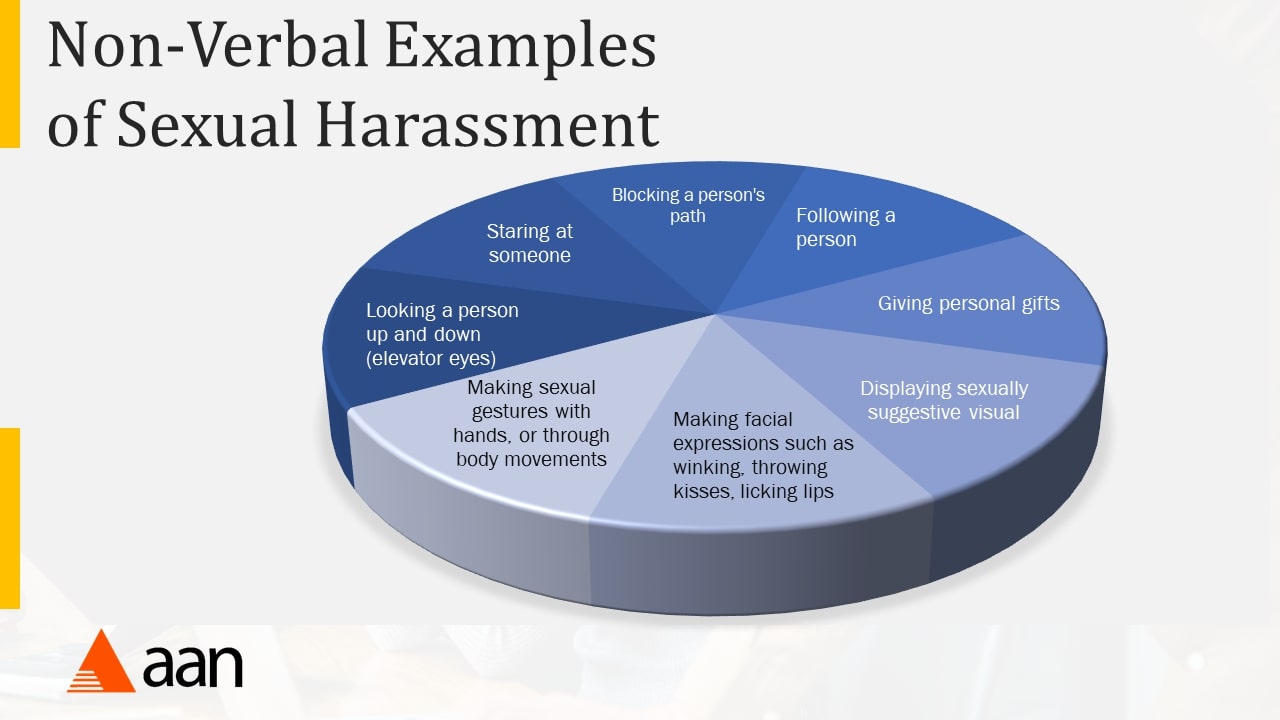 Non-Verbal Examples
of Sexual Harassment
Blocking a person's
path
Following a
person
Staring at
someone
Giving personal gifts
Looking a person
up and down
(elevator eyes)
Displaying sexually
suggestive visual
Making sexual
gestures with
hands, or through
body movements
Making facial
expressions such as
winking, throwing
kisses, licking lips
aan